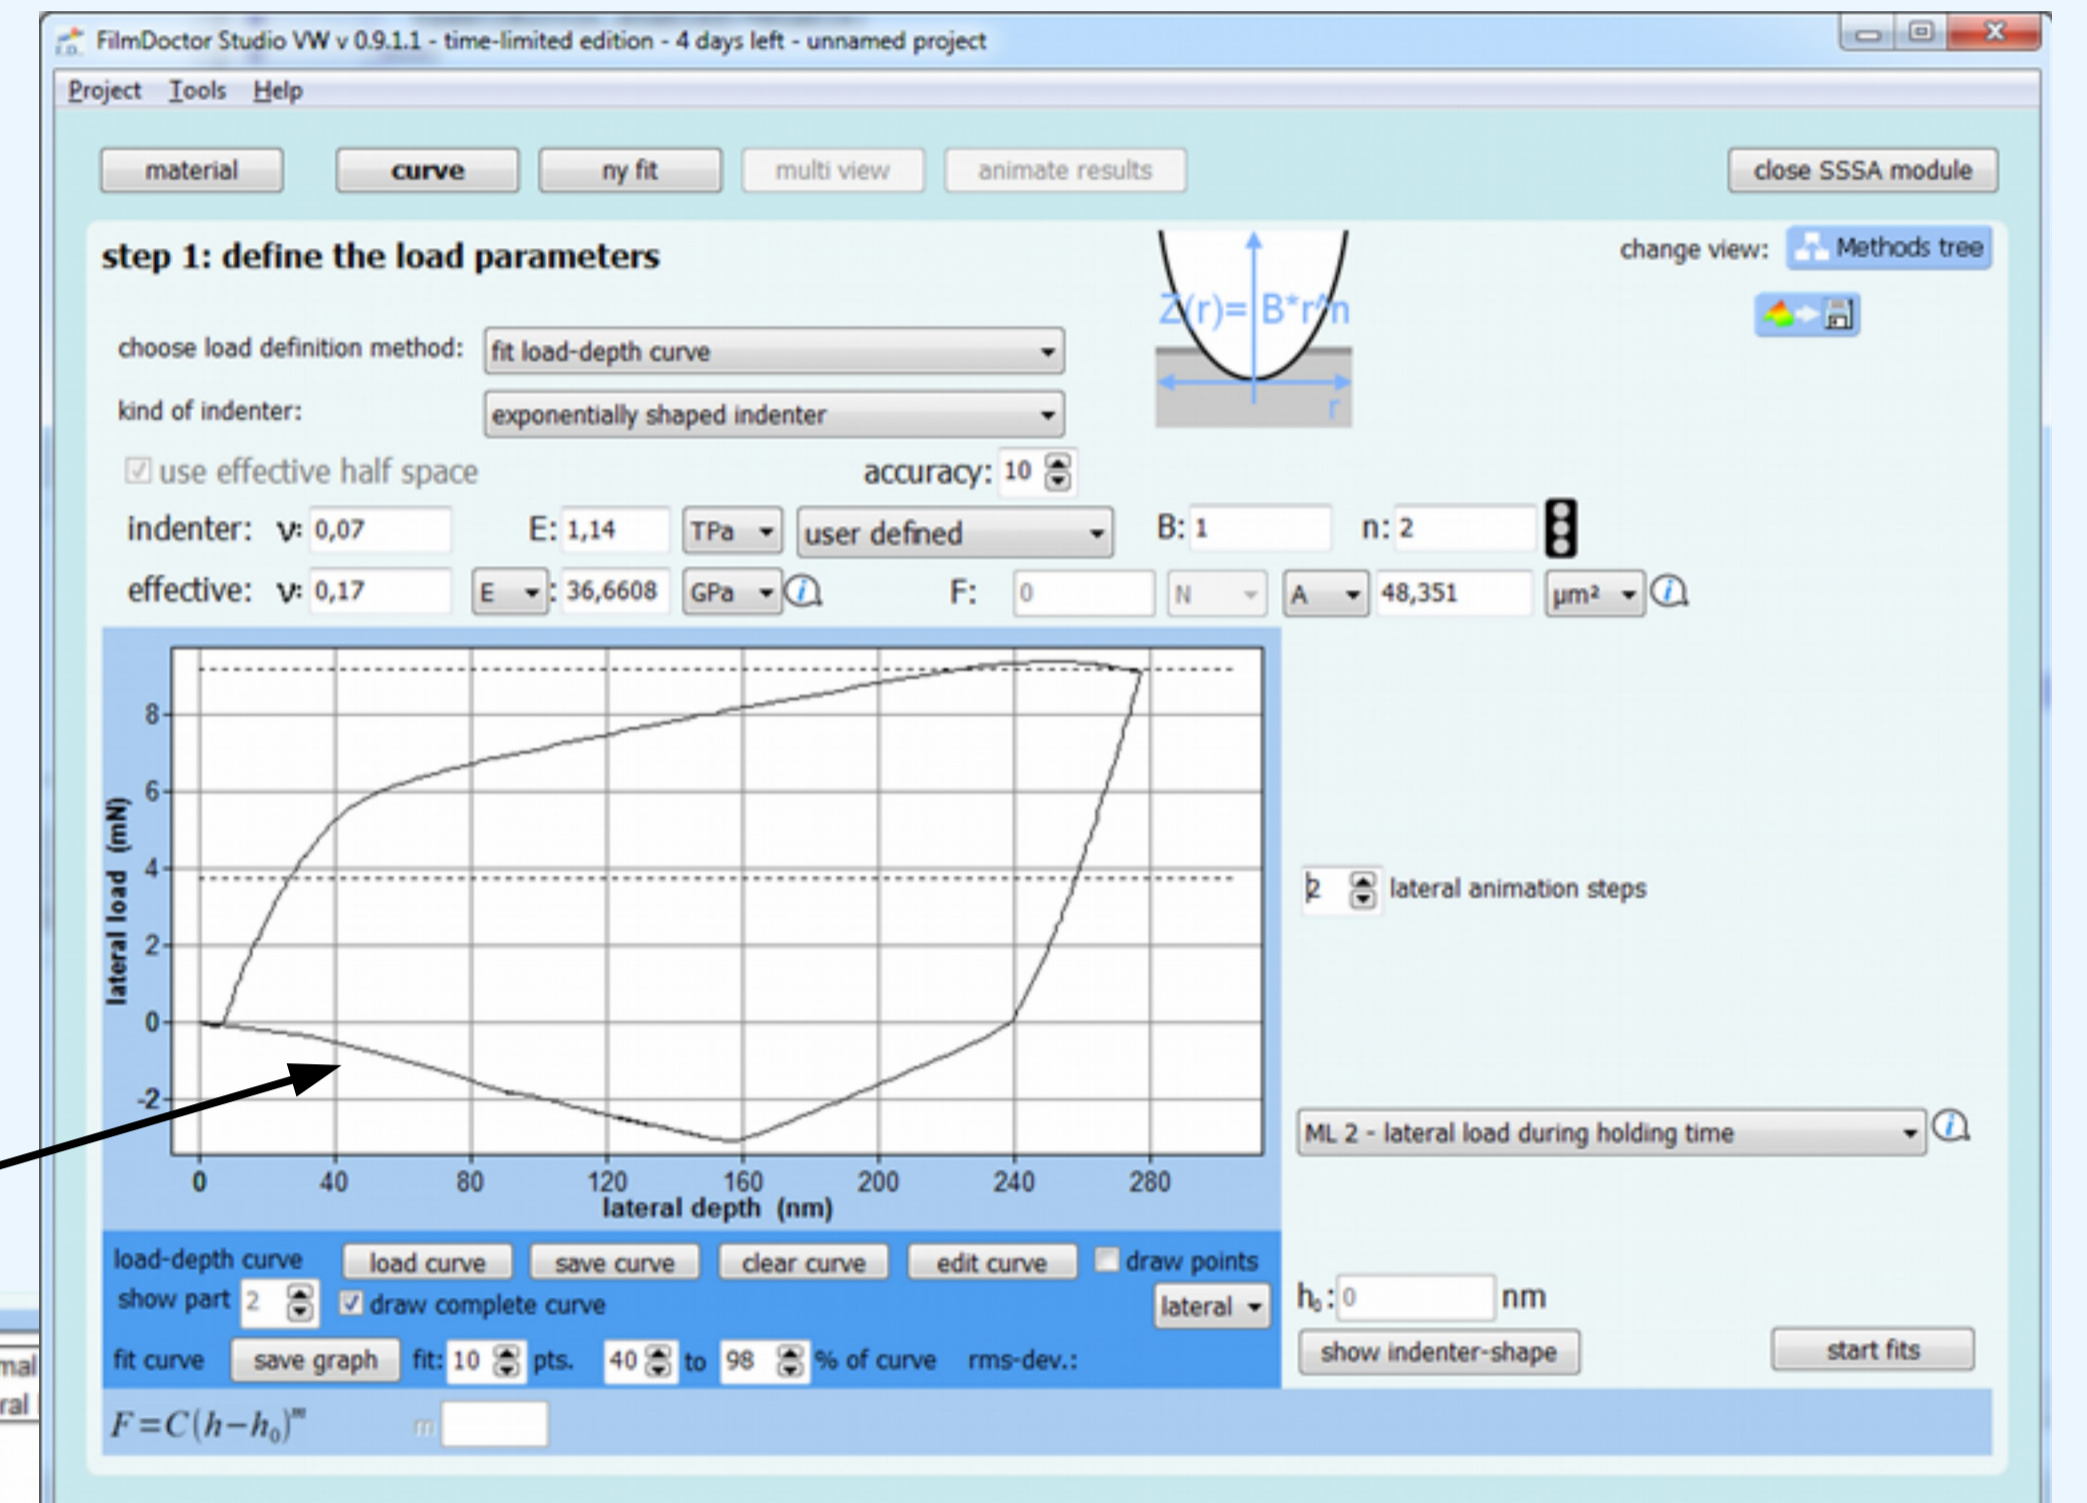 FilmDoctor Studio VW v 0.9.1.1 - time-limited edition - 4 days left - unnamed project
Project Tools Help
material curve ny fit multi view animate results close SSSA module
step 1: define the load parameters
change view: Methods tree
Z(r)= B*r^n
r
choose load definition method: fit load-depth curve
kind of indenter: exponentially shaped indenter
use effective half space accuracy: 10
indenter: ν: 0,07 E: 1,14 TPa user defined B: 1 n: 2
effective: ν: 0,17 E : 36,6608 GPa F: 0 N A 48,351 µm²
8
6
4
2
0
-2
lateral load (mN)
0 40 80 120 160 200 240 280
lateral depth (nm)
2 lateral animation steps
ML 2 - lateral load during holding time
load-depth curve load curve save curve clear curve edit curve draw points
show part 2 draw complete curve lateral
h₀: 0 nm
show indenter-shape start fits
fit curve save graph fit: 10 pts. 40 to 98 % of curve rms-dev.:
F=C(h−h₀)ᵐ m
mal
ral